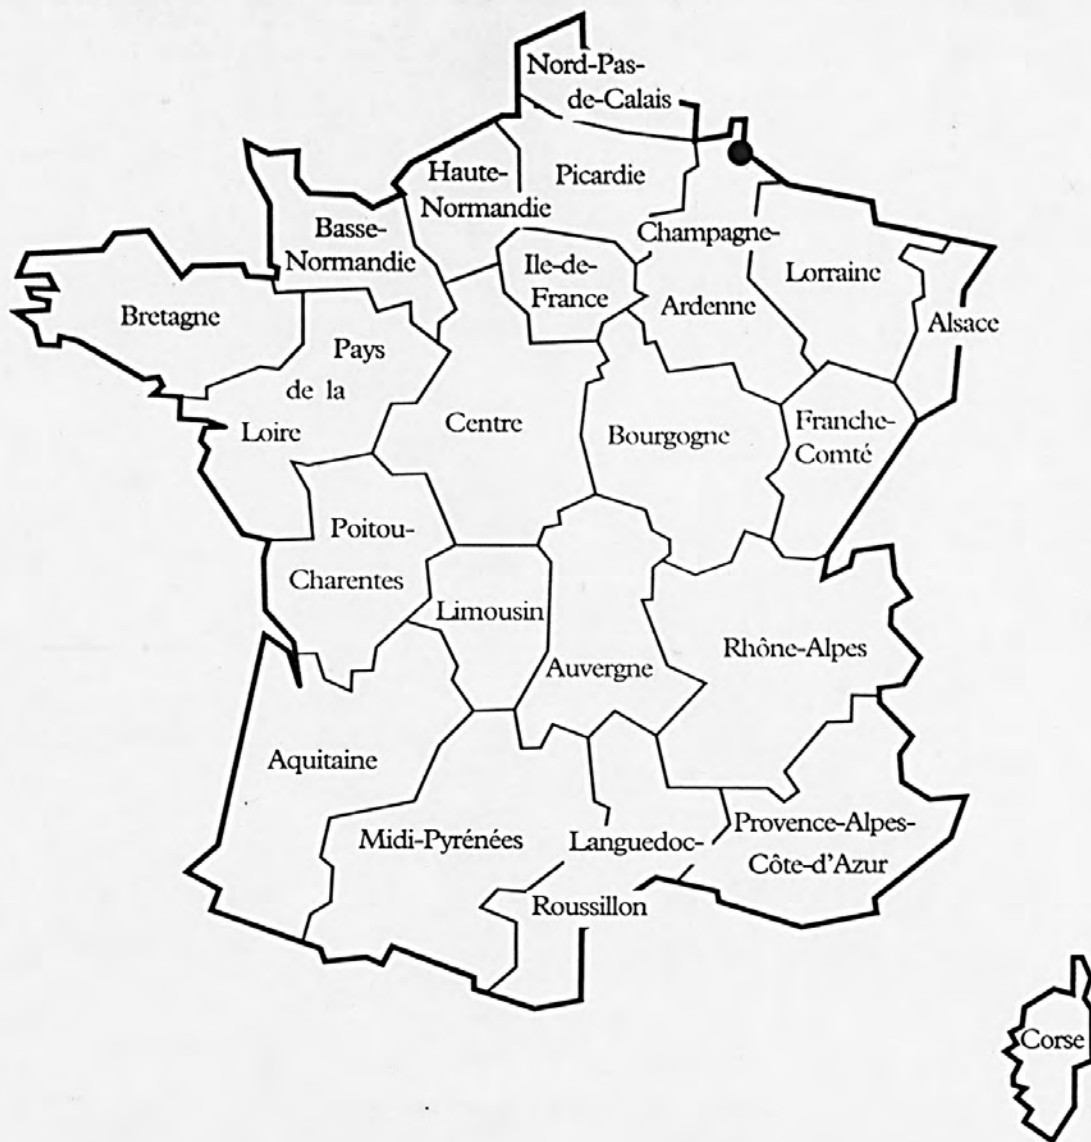 Nord-Pas-
de-Calais
Haute-
Normandie
Picardie
Basse-
Normandie
Ile-de-
France
Champagne-
Ardenne
Lorraine
Alsace
Bretagne
Pays
de la
Loire
Centre
Bourgogne
Franche-
Comté
Poitou-
Charentes
Limousin
Auvergne
Rhône-Alpes
Aquitaine
Midi-Pyrénées
Languedoc-
Roussillon
Provence-Alpes-
Côte-d'Azur
Corse